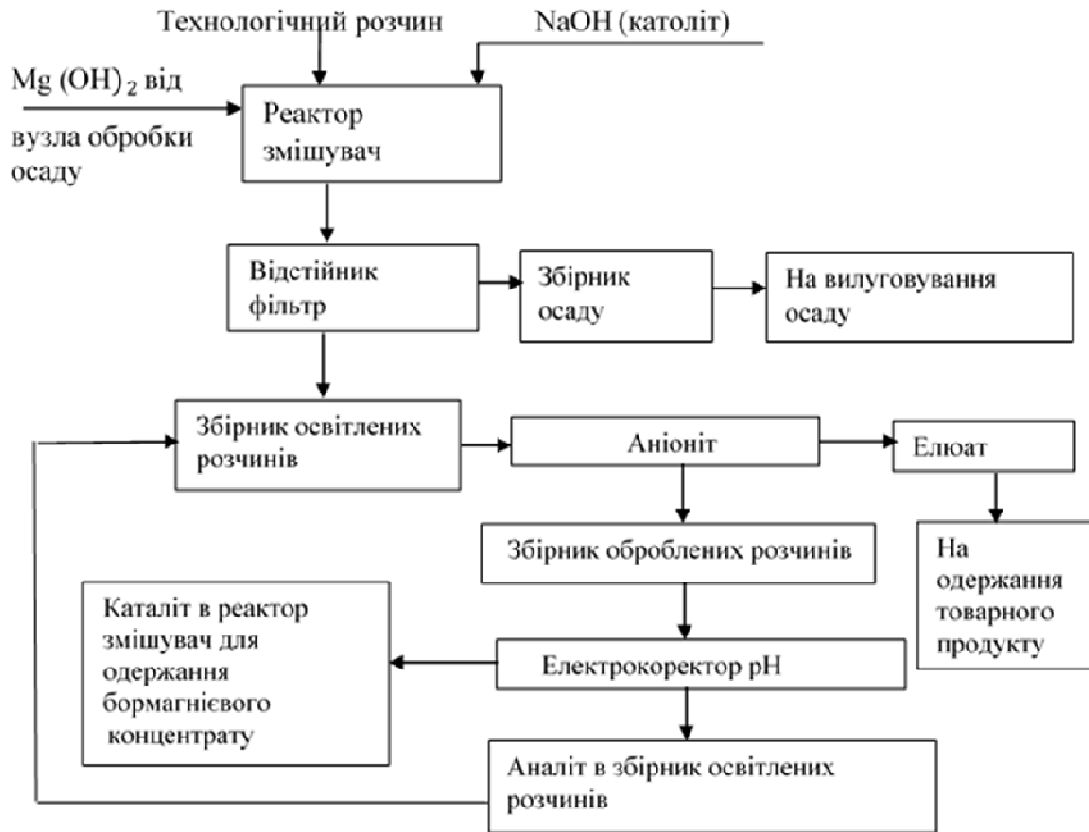 Технологічний розчин
NaOH (католіт)
Mg (OH)₂ від
вузла обробки
осаду
Реактор
змішувач
Відстійник
фільтр
Збірник
осаду
На вилуговування
осаду
Збірник освітлених
розчинів
Аніоніт
Елюат
Збірник оброблених розчинів
На
одержання
товарного
продукту
Каталіт в реактор
змішувач для
одержання
бормагнієвого
концентрату
Електрокоректор рН
Аналіт в збірник освітлених
розчинів